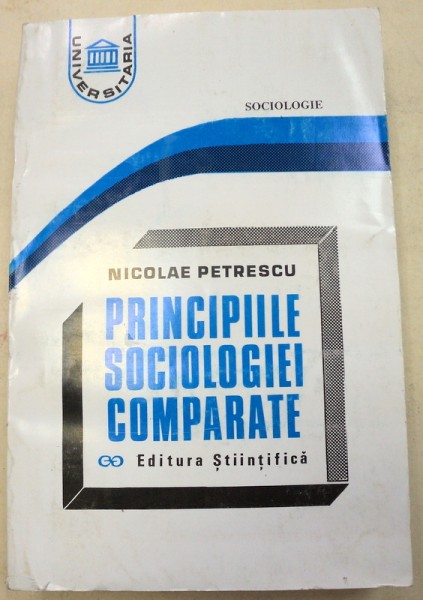 UNIVERSITARIA
SOCIOLOGIE
NICOLAE PETRESCU
PRINCIPIILE
SOCIOLOGIEI
COMPARATE
Editura Științifică